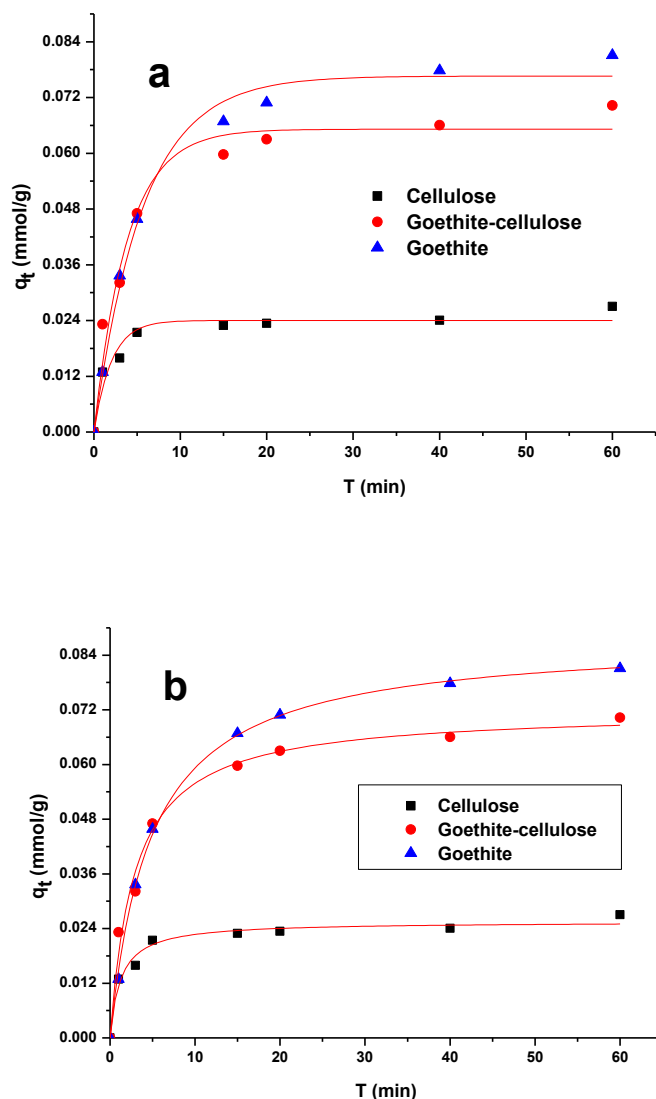 a
0.084
0.072
0.060
0.048
0.036
0.024
0.012
0.000
qt (mmol/g)
Cellulose
Goethite-cellulose
Goethite
0 10 20 30 40 50 60
T (min)
b
0.084
0.072
0.060
0.048
0.036
0.024
0.012
0.000
qt (mmol/g)
Cellulose
Goethite-cellulose
Goethite
0 10 20 30 40 50 60
T (min)